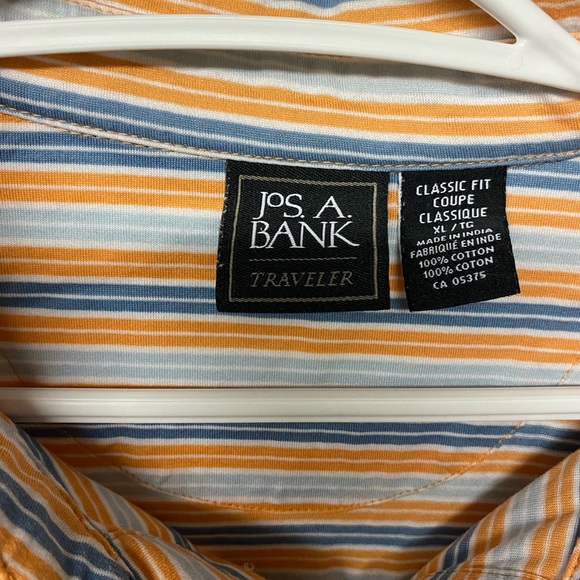 JOS. A.
BANK
TRAVELER
CLASSIC FIT
COUPE
CLASSIQUE
XL / TG
MADE IN INDIA
FABRIQUÉ EN INDE
100% COTTON
100% COTON
CA 05375